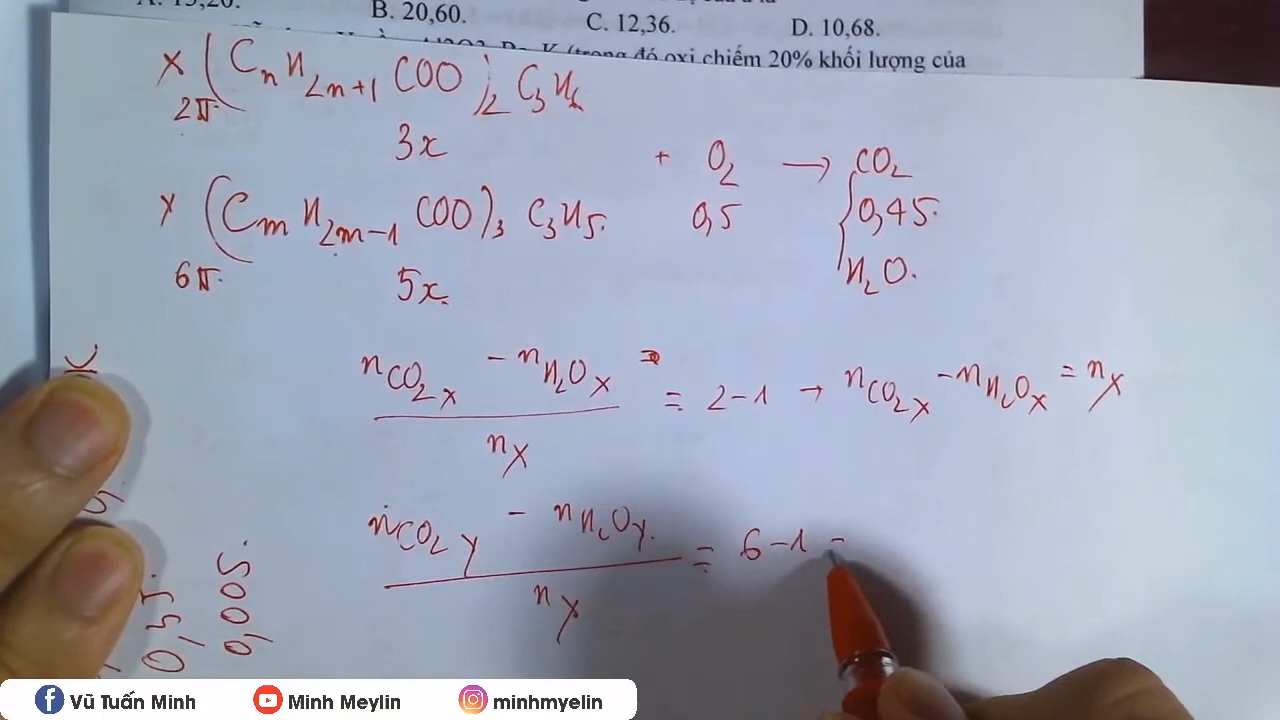 B. 20,60.
C. 12,36.
D. 10,68.
(trong đó oxi chiếm 20% khối lượng của
X (CnH2n+1COO)2C3H6
2π
3x
+ O2 → CO2
Y (CmH2m-1COO)3C3H5.
0,5
0,45.
6π.
5x.
H2O.
nCO2X - nH2OX = 2-1 → nCO2X - nH2OX = nX
nX
nCO2Y - nH2OY. = 6-1 -
nY
0,45.
0,005.
Vũ Tuấn Minh
Minh Meylin
minhmyelin